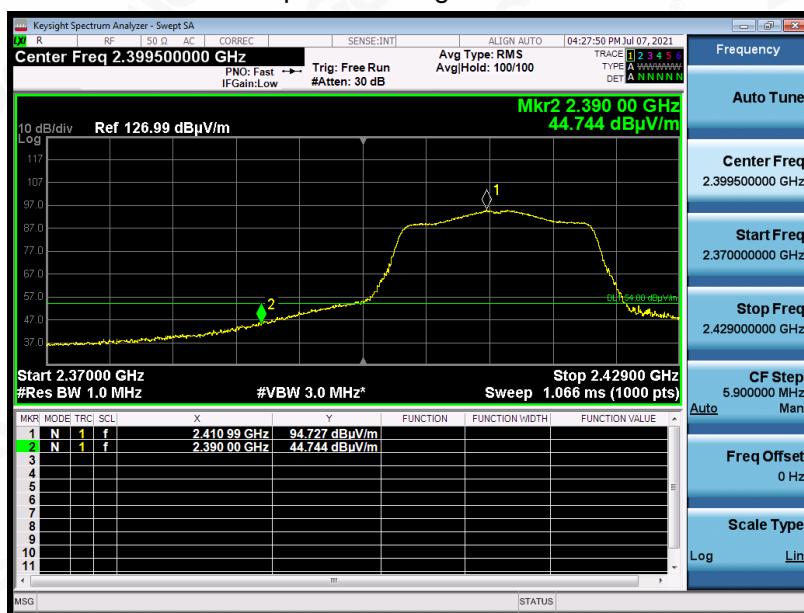 Keysight Spectrum Analyzer - Swept SA
LXI R RF 50 Ω AC CORREC SENSE:INT ALIGN AUTO 04:27:50 PM Jul 07, 2021
Center Freq 2.399500000 GHz
PNO: Fast
IFGain:Low
Trig: Free Run
#Atten: 30 dB
Avg Type: RMS
Avg|Hold: 100/100
TRACE 1 2 3 4 5 6
TYPE A WWWWW
DET A N N N N N
Mkr2 2.390 00 GHz
44.744 dBµV/m
10 dB/div Ref 126.99 dBµV/m
Log
117
107
97.0
87.0
77.0
67.0
57.0
47.0
37.0
1
2
DL1 54.00 dBµV/m
Start 2.37000 GHz Stop 2.42900 GHz
#Res BW 1.0 MHz #VBW 3.0 MHz* Sweep 1.066 ms (1000 pts)
MKR MODE TRC SCL X Y FUNCTION FUNCTION WIDTH FUNCTION VALUE
1 N 1 f 2.410 99 GHz 94.727 dBµV/m
2 N 1 f 2.390 00 GHz 44.744 dBµV/m
3
4
5
6
7
8
9
10
11
MSG STATUS
Frequency
Auto Tune
Center Freq
2.399500000 GHz
Start Freq
2.370000000 GHz
Stop Freq
2.429000000 GHz
CF Step
5.900000 MHz
Auto Man
Freq Offset
0 Hz
Scale Type
Log Lin